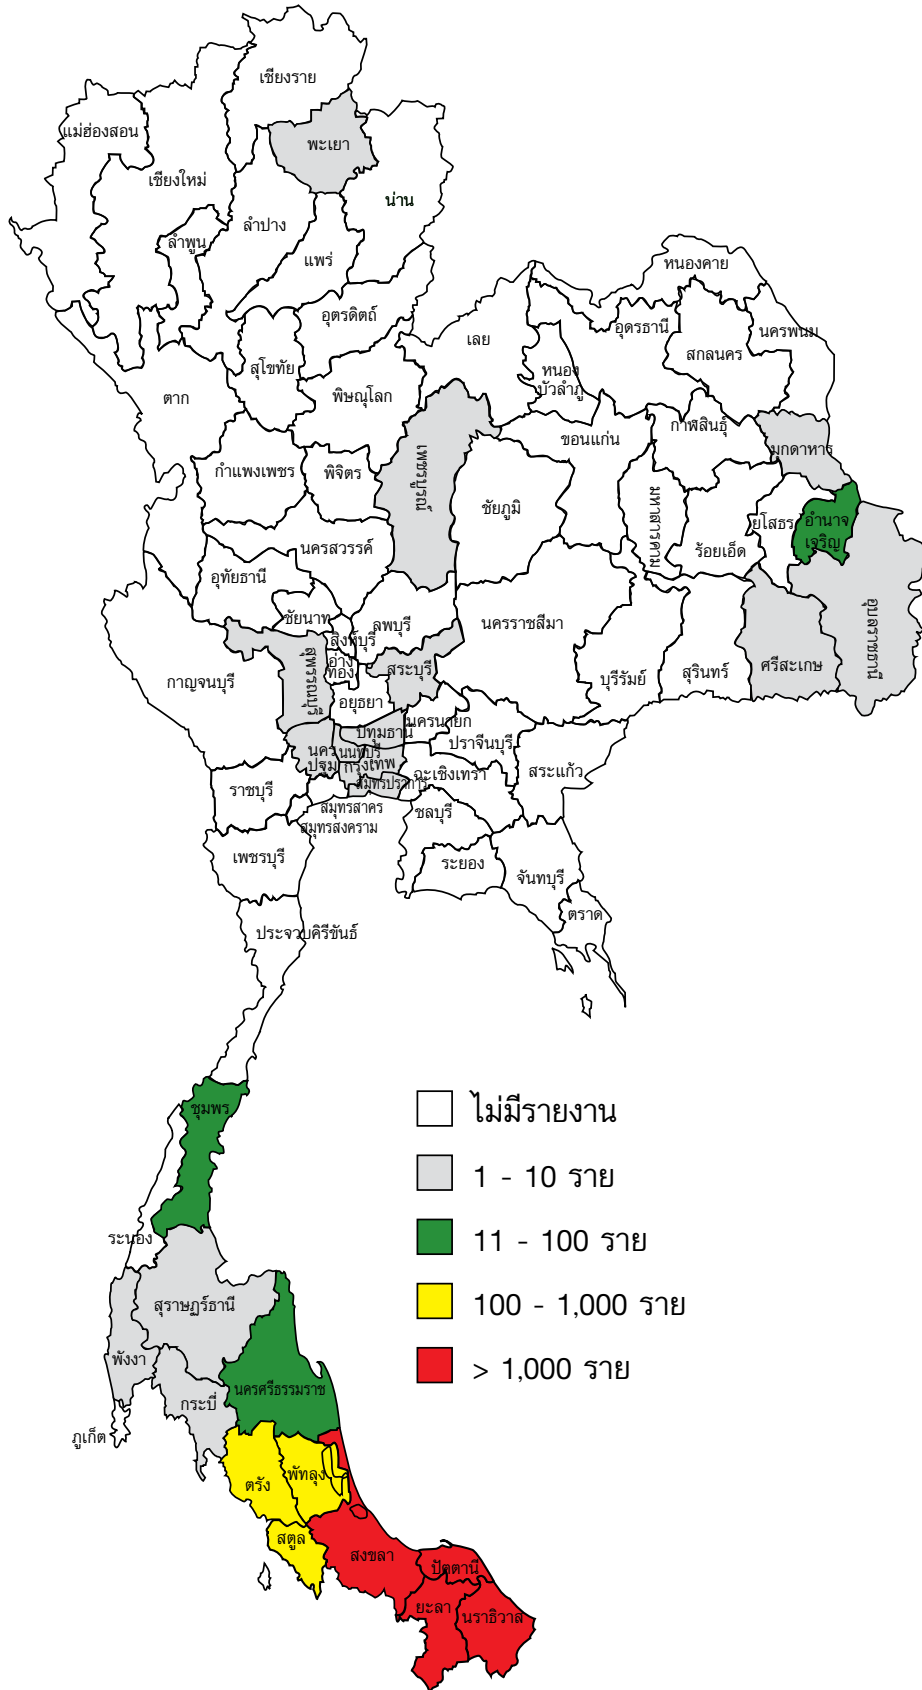 เชียงราย
แม่ฮ่องสอน
พะเยา
เชียงใหม่
น่าน
ลำปาง
ลำพูน
แพร่
หนองคาย
อุตรดิตถ์
อุดรธานี
นครพนม
เลย
สกลนคร
สุโขทัย
หนอง
บัวลำภู
พิษณุโลก
ตาก
กาฬสินธุ์
ขอนแก่น
มกดาหาร
เพชรบูรณ์
กำแพงเพชร
พิจิตร
ชัยภูมิ
มหาสารคาม
ยโสธร
อำนาจ
เจริญ
ร้อยเอ็ด
นครสวรรค์
อุทัยธานี
อุบลราชธานี
ชัยนาท
ลพบุรี
นครราชสีมา
สิงห์บุรี
อ่าง
ทอง
สระบุรี
สุพรรณบุรี
กาญจนบุรี
บุรีรัมย์
สุรินทร์
ศรีสะเกษ
อยุธยา
นครนายก
ปทุมธานี
ปราจีนบุรี
นคร
ปฐม
นนทบุรี
กรุงเทพ
ฉะเชิงเทรา
สระแก้ว
สมุทรปราการ
ราชบุรี
สมุทรสาคร
ชลบุรี
สมุทรสงคราม
เพชรบุรี
ระยอง
จันทบุรี
ตราด
ประจวบคิรีขันธ์
ชุมพร
ไม่มีรายงาน
1 - 10 ราย
11 - 100 ราย
100 - 1,000 ราย
> 1,000 ราย
ระนอง
สุราษฎร์ธานี
พังงา
นครศรีธรรมราช
กระบี่
ภูเก็ต
ตรัง
พัทลุง
สตูล
สงขลา
ปัตตานี
ยะลา
นราธิวาส